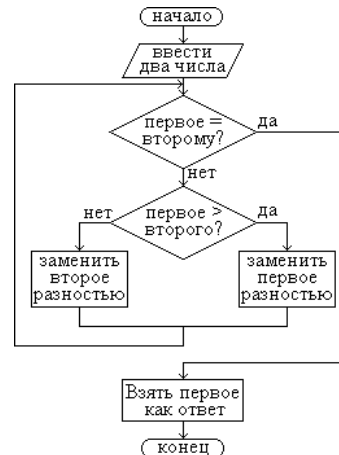 начало
ввести
два числа
первое =
второму?
да
нет
нет
первое >
второго?
да
заменить
второе
разностью
заменить
первое
разностью
Взять первое
как ответ
конец